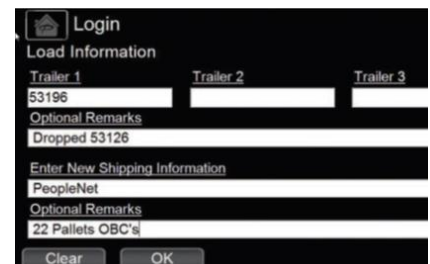 Login
Load Information
Trailer 1 Trailer 2 Trailer 3
53196
Optional Remarks
Dropped 53126
Enter New Shipping Information
PeopleNet
Optional Remarks
22 Pallets OBC's
Clear OK